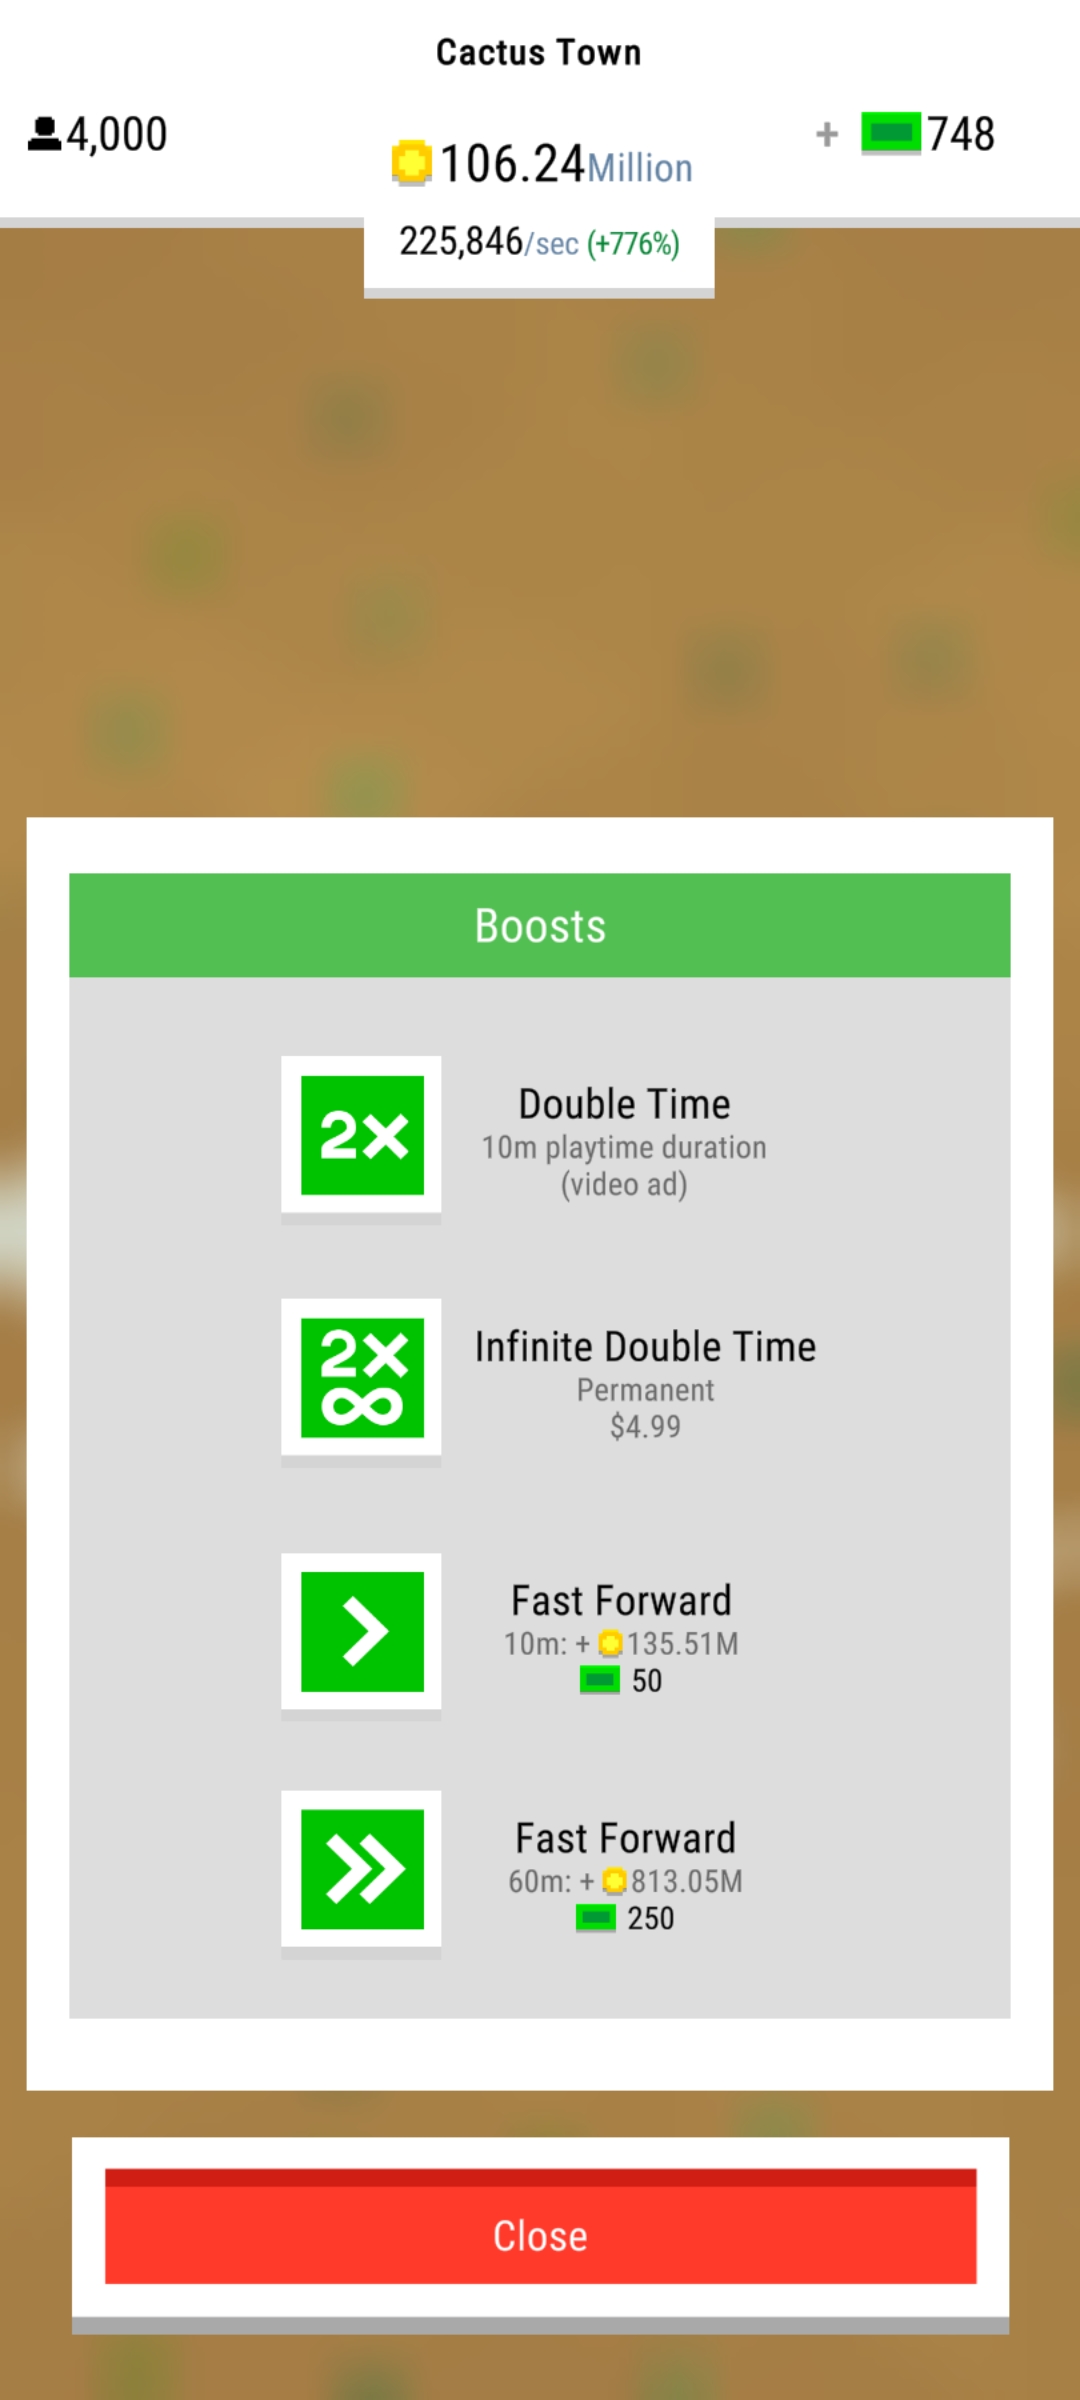 Cactus Town
4,000
106.24Million
+ 748
225,846/sec (+776%)
Boosts
2×
Double Time
10m playtime duration
(video ad)
2×
∞
Infinite Double Time
Permanent
$4.99
Fast Forward
10m: + 135.51M
50
Fast Forward
60m: + 813.05M
250
Close